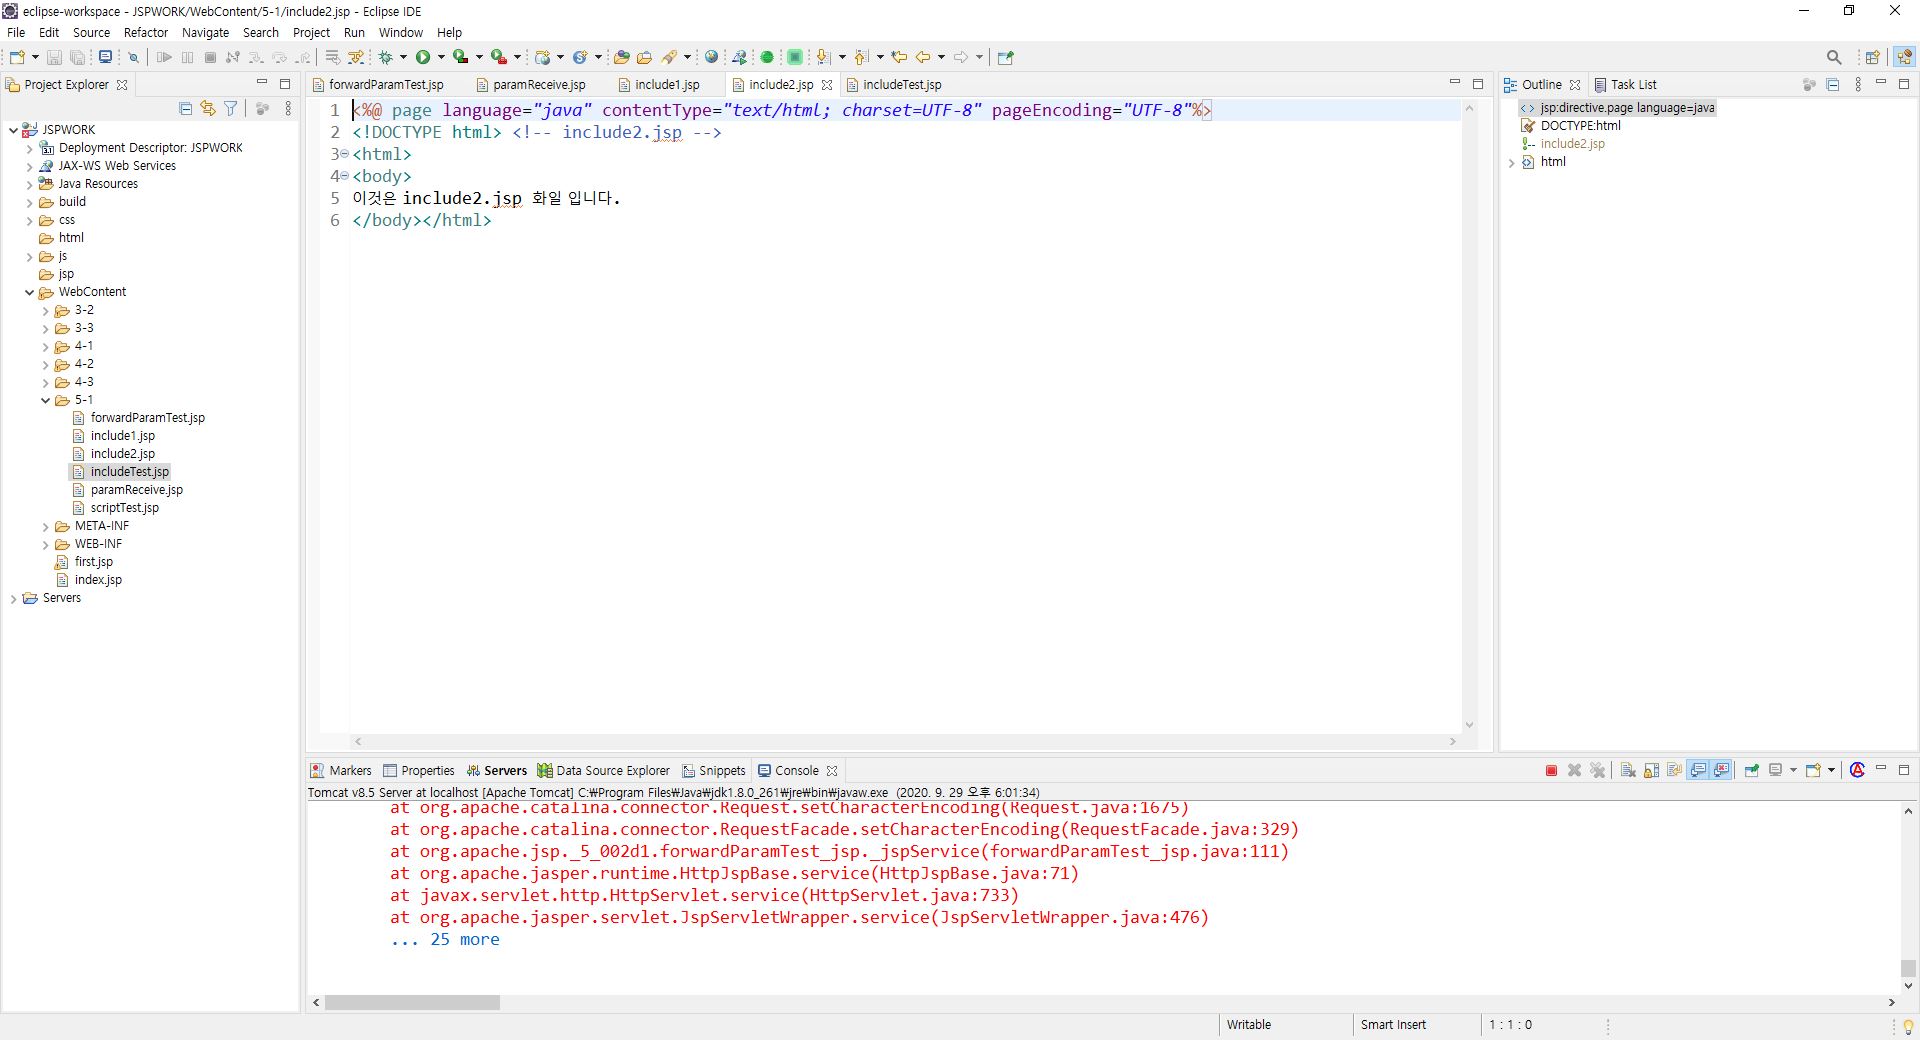 eclipse-workspace - JSPWORK/WebContent/5-1/include2.jsp - Eclipse IDE
File Edit Source Refactor Navigate Search Project Run Window Help
Project Explorer
JSPWORK
Deployment Descriptor: JSPWORK
JAX-WS Web Services
Java Resources
build
css
html
js
jsp
WebContent
3-2
3-3
4-1
4-2
4-3
5-1
forwardParamTest.jsp
include1.jsp
include2.jsp
includeTest.jsp
paramReceive.jsp
scriptTest.jsp
META-INF
WEB-INF
first.jsp
index.jsp
Servers
forwardParamTest.jsp paramReceive.jsp include1.jsp include2.jsp includeTest.jsp
1 <%@ page language="java" contentType="text/html; charset=UTF-8" pageEncoding="UTF-8"%>
2 <!DOCTYPE html> <!-- include2.jsp -->
3 <html>
4 <body>
5 이것은 include2.jsp 화일 입니다.
6 </body></html>
Outline Task List
jsp:directive.page language=java
DOCTYPE:html
include2.jsp
html
Markers Properties Servers Data Source Explorer Snippets Console
Tomcat v8.5 Server at localhost [Apache Tomcat] C:₩Program Files₩Java₩jdk1.8.0_261₩jre₩bin₩javaw.exe (2020. 9. 29 오후 6:01:34)
at org.apache.catalina.connector.Request.setCharacterEncoding(Request.java:1675)
at org.apache.catalina.connector.RequestFacade.setCharacterEncoding(RequestFacade.java:329)
at org.apache.jsp._5_002d1.forwardParamTest_jsp._jspService(forwardParamTest_jsp.java:111)
at org.apache.jasper.runtime.HttpJspBase.service(HttpJspBase.java:71)
at javax.servlet.http.HttpServlet.service(HttpServlet.java:733)
at org.apache.jasper.servlet.JspServletWrapper.service(JspServletWrapper.java:476)
... 25 more
Writable Smart Insert 1 : 1 : 0